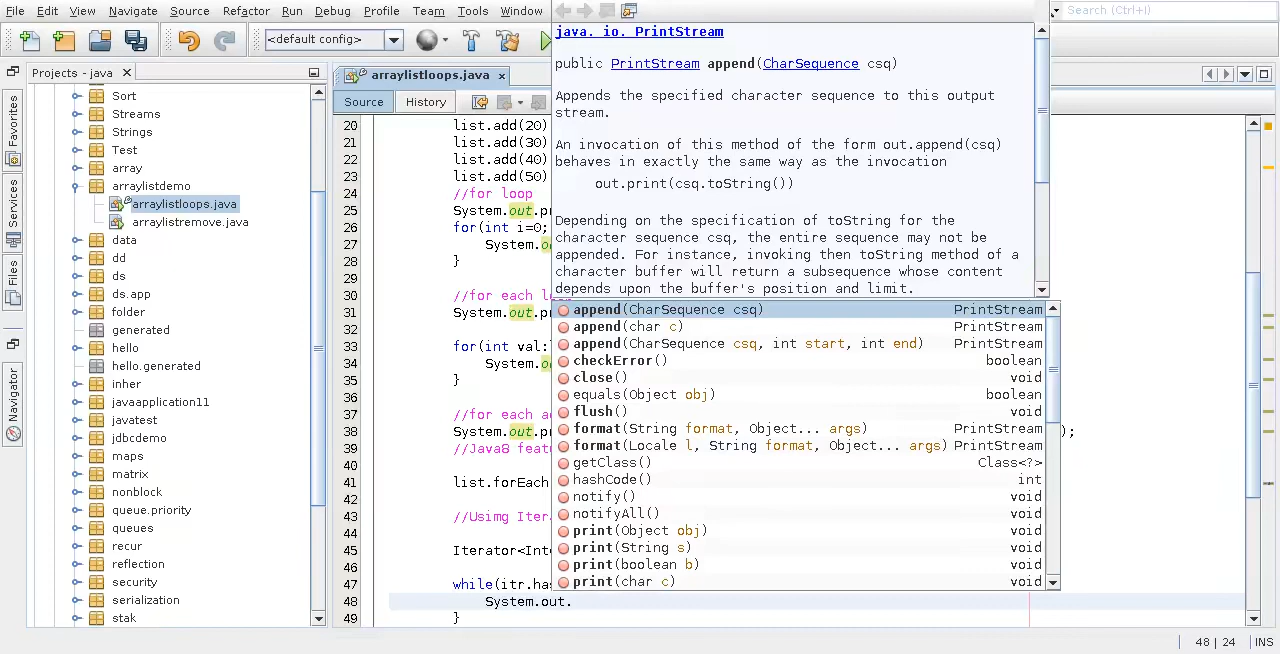 File Edit View Navigate Source Refactor Run Debug Profile Team Tools Window
Search (Ctrl+I)
<default config>
Projects - java
arraylistloops.java
Source History
Favorites
Services
Files
Navigator
Sort
Streams
Strings
Test
array
arraylistdemo
arraylistloops.java
arraylistremove.java
data
dd
ds
ds.app
folder
generated
hello
hello.generated
inher
javaapplication11
javatest
jdbcdemo
maps
matrix
nonblock
queue.priority
queues
recur
reflection
security
serialization
stak
20 list.add(20)
21 list.add(30)
22 list.add(40)
23 list.add(50)
24 //for loop
25 System.out.pr
26 for(int i=0;
27 System.o
28 }
29
30 //for each l
31 System.out.pr
32
33 for(int val:
34 System.o
35 }
36
37 //for each a
38 System.out.pr );
39 //Java8 featu
40
41 list.forEach
42
43 //Usimg Iter
44
45 Iterator<Int
46
47 while(itr.has
48 System.out.
49 }
java. io. PrintStream
public PrintStream append(CharSequence csq)
Appends the specified character sequence to this output
stream.
An invocation of this method of the form out.append(csq)
behaves in exactly the same way as the invocation
out.print(csq.toString())
Depending on the specification of toString for the
character sequence csq, the entire sequence may not be
appended. For instance, invoking then toString method of a
character buffer will return a subsequence whose content
depends upon the buffer's position and limit.
append(CharSequence csq) PrintStream
append(char c) PrintStream
append(CharSequence csq, int start, int end) PrintStream
checkError() boolean
close() void
equals(Object obj) boolean
flush() void
format(String format, Object... args) PrintStream
format(Locale l, String format, Object... args) PrintStream
getClass() Class<?>
hashCode() int
notify() void
notifyAll() void
print(Object obj) void
print(String s) void
print(boolean b) void
print(char c) void
48 | 24 INS